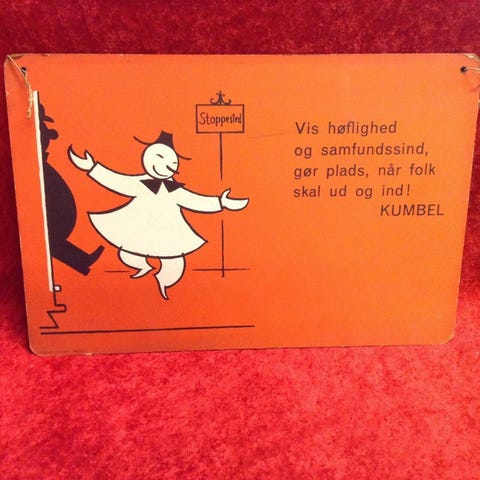 Stoppested
Vis høflighed
og samfundssind,
gør plads, når folk
skal ud og ind!
KUMBEL